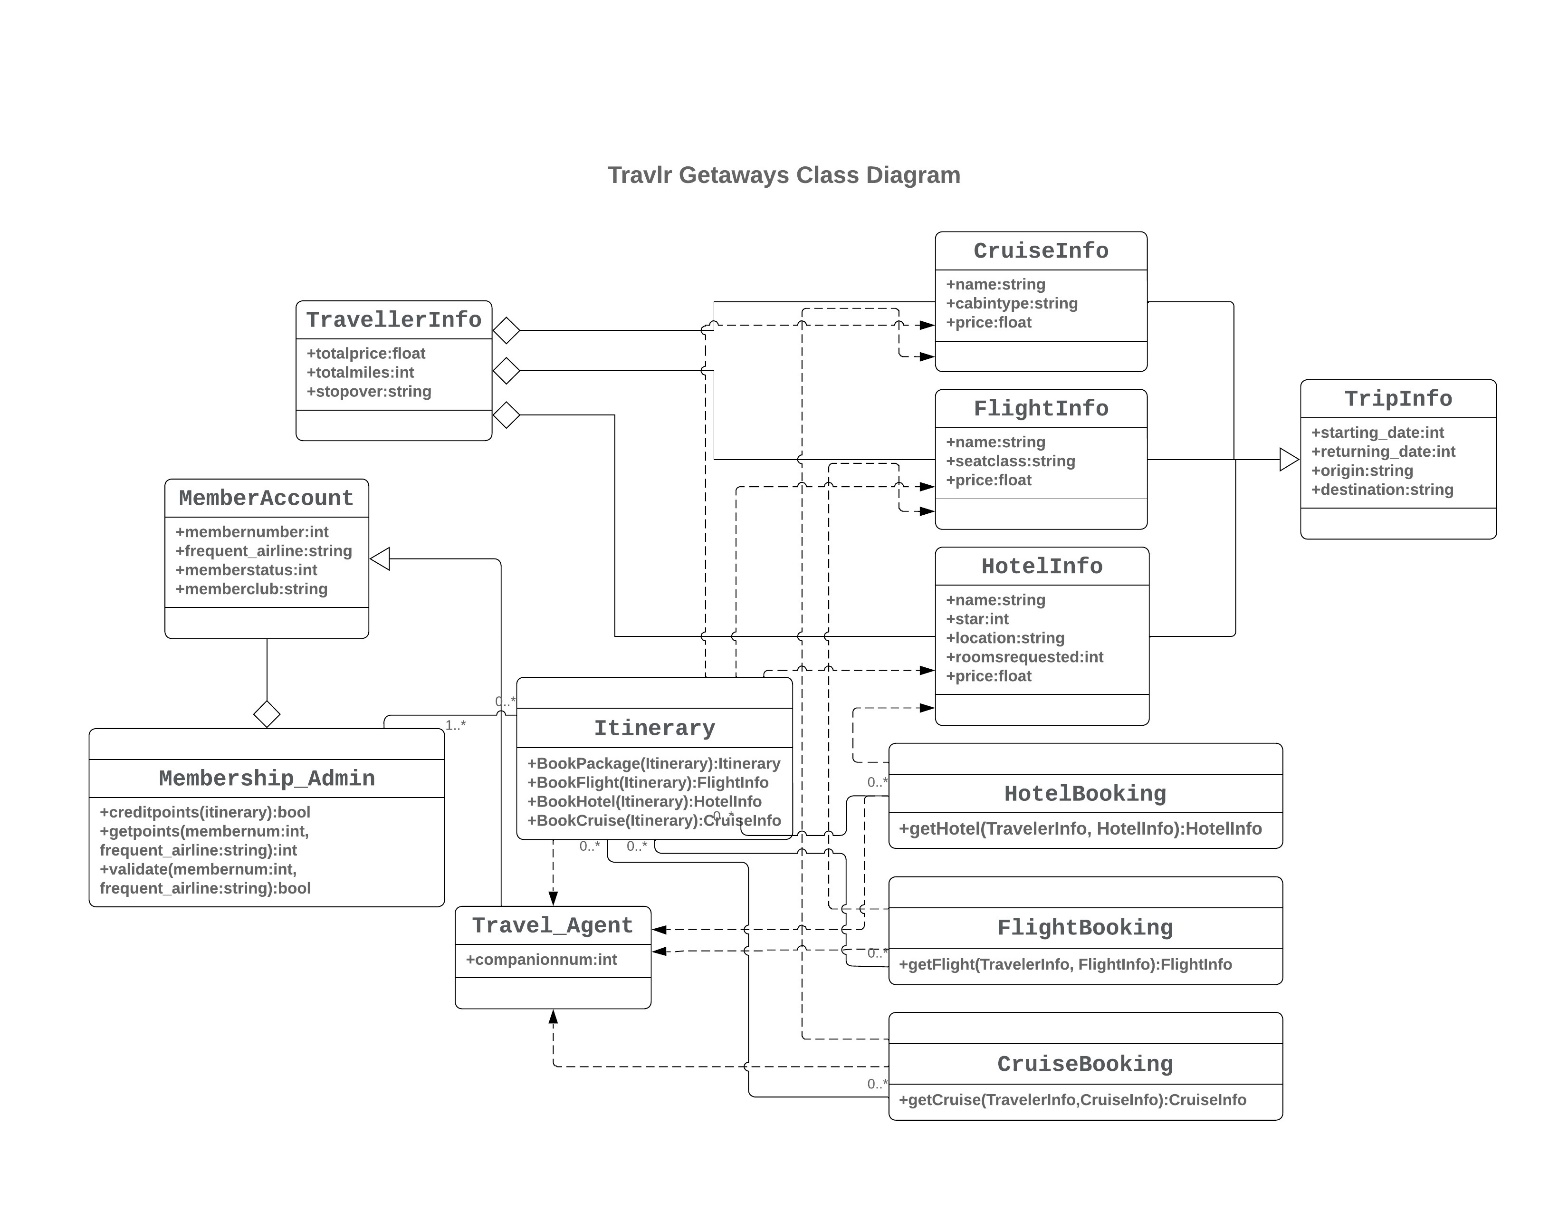 Travlr Getaways Class Diagram
CruiseInfo
+name:string
+cabintype:string
+price:float
TravellerInfo
+totalprice:float
+totalmiles:int
+stopover:string
FlightInfo
+name:string
+seatclass:string
+price:float
TripInfo
+starting_date:int
+returning_date:int
+origin:string
+destination:string
MemberAccount
+membernumber:int
+frequent_airline:string
+memberstatus:int
+memberclub:string
HotelInfo
+name:string
+star:int
+location:string
+roomsrequested:int
+price:float
0..*
1..*
Itinerary
+BookPackage(Itinerary):Itinerary
+BookFlight(Itinerary):FlightInfo
+BookHotel(Itinerary):HotelInfo
+BookCruise(Itinerary):CruiseInfo
0..*
0..*
0..*
Membership_Admin
+creditpoints(itinerary):bool
+getpoints(membernum:int,
frequent_airline:string):int
+validate(membernum:int,
frequent_airline:string):bool
0..*
HotelBooking
+getHotel(TravelerInfo, HotelInfo):HotelInfo
Travel_Agent
+companionnum:int
FlightBooking
0..*
+getFlight(TravelerInfo, FlightInfo):FlightInfo
CruiseBooking
0..*
+getCruise(TravelerInfo,CruiseInfo):CruiseInfo